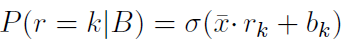 P(r = k|B) = σ(x̄· r_k + b_k)